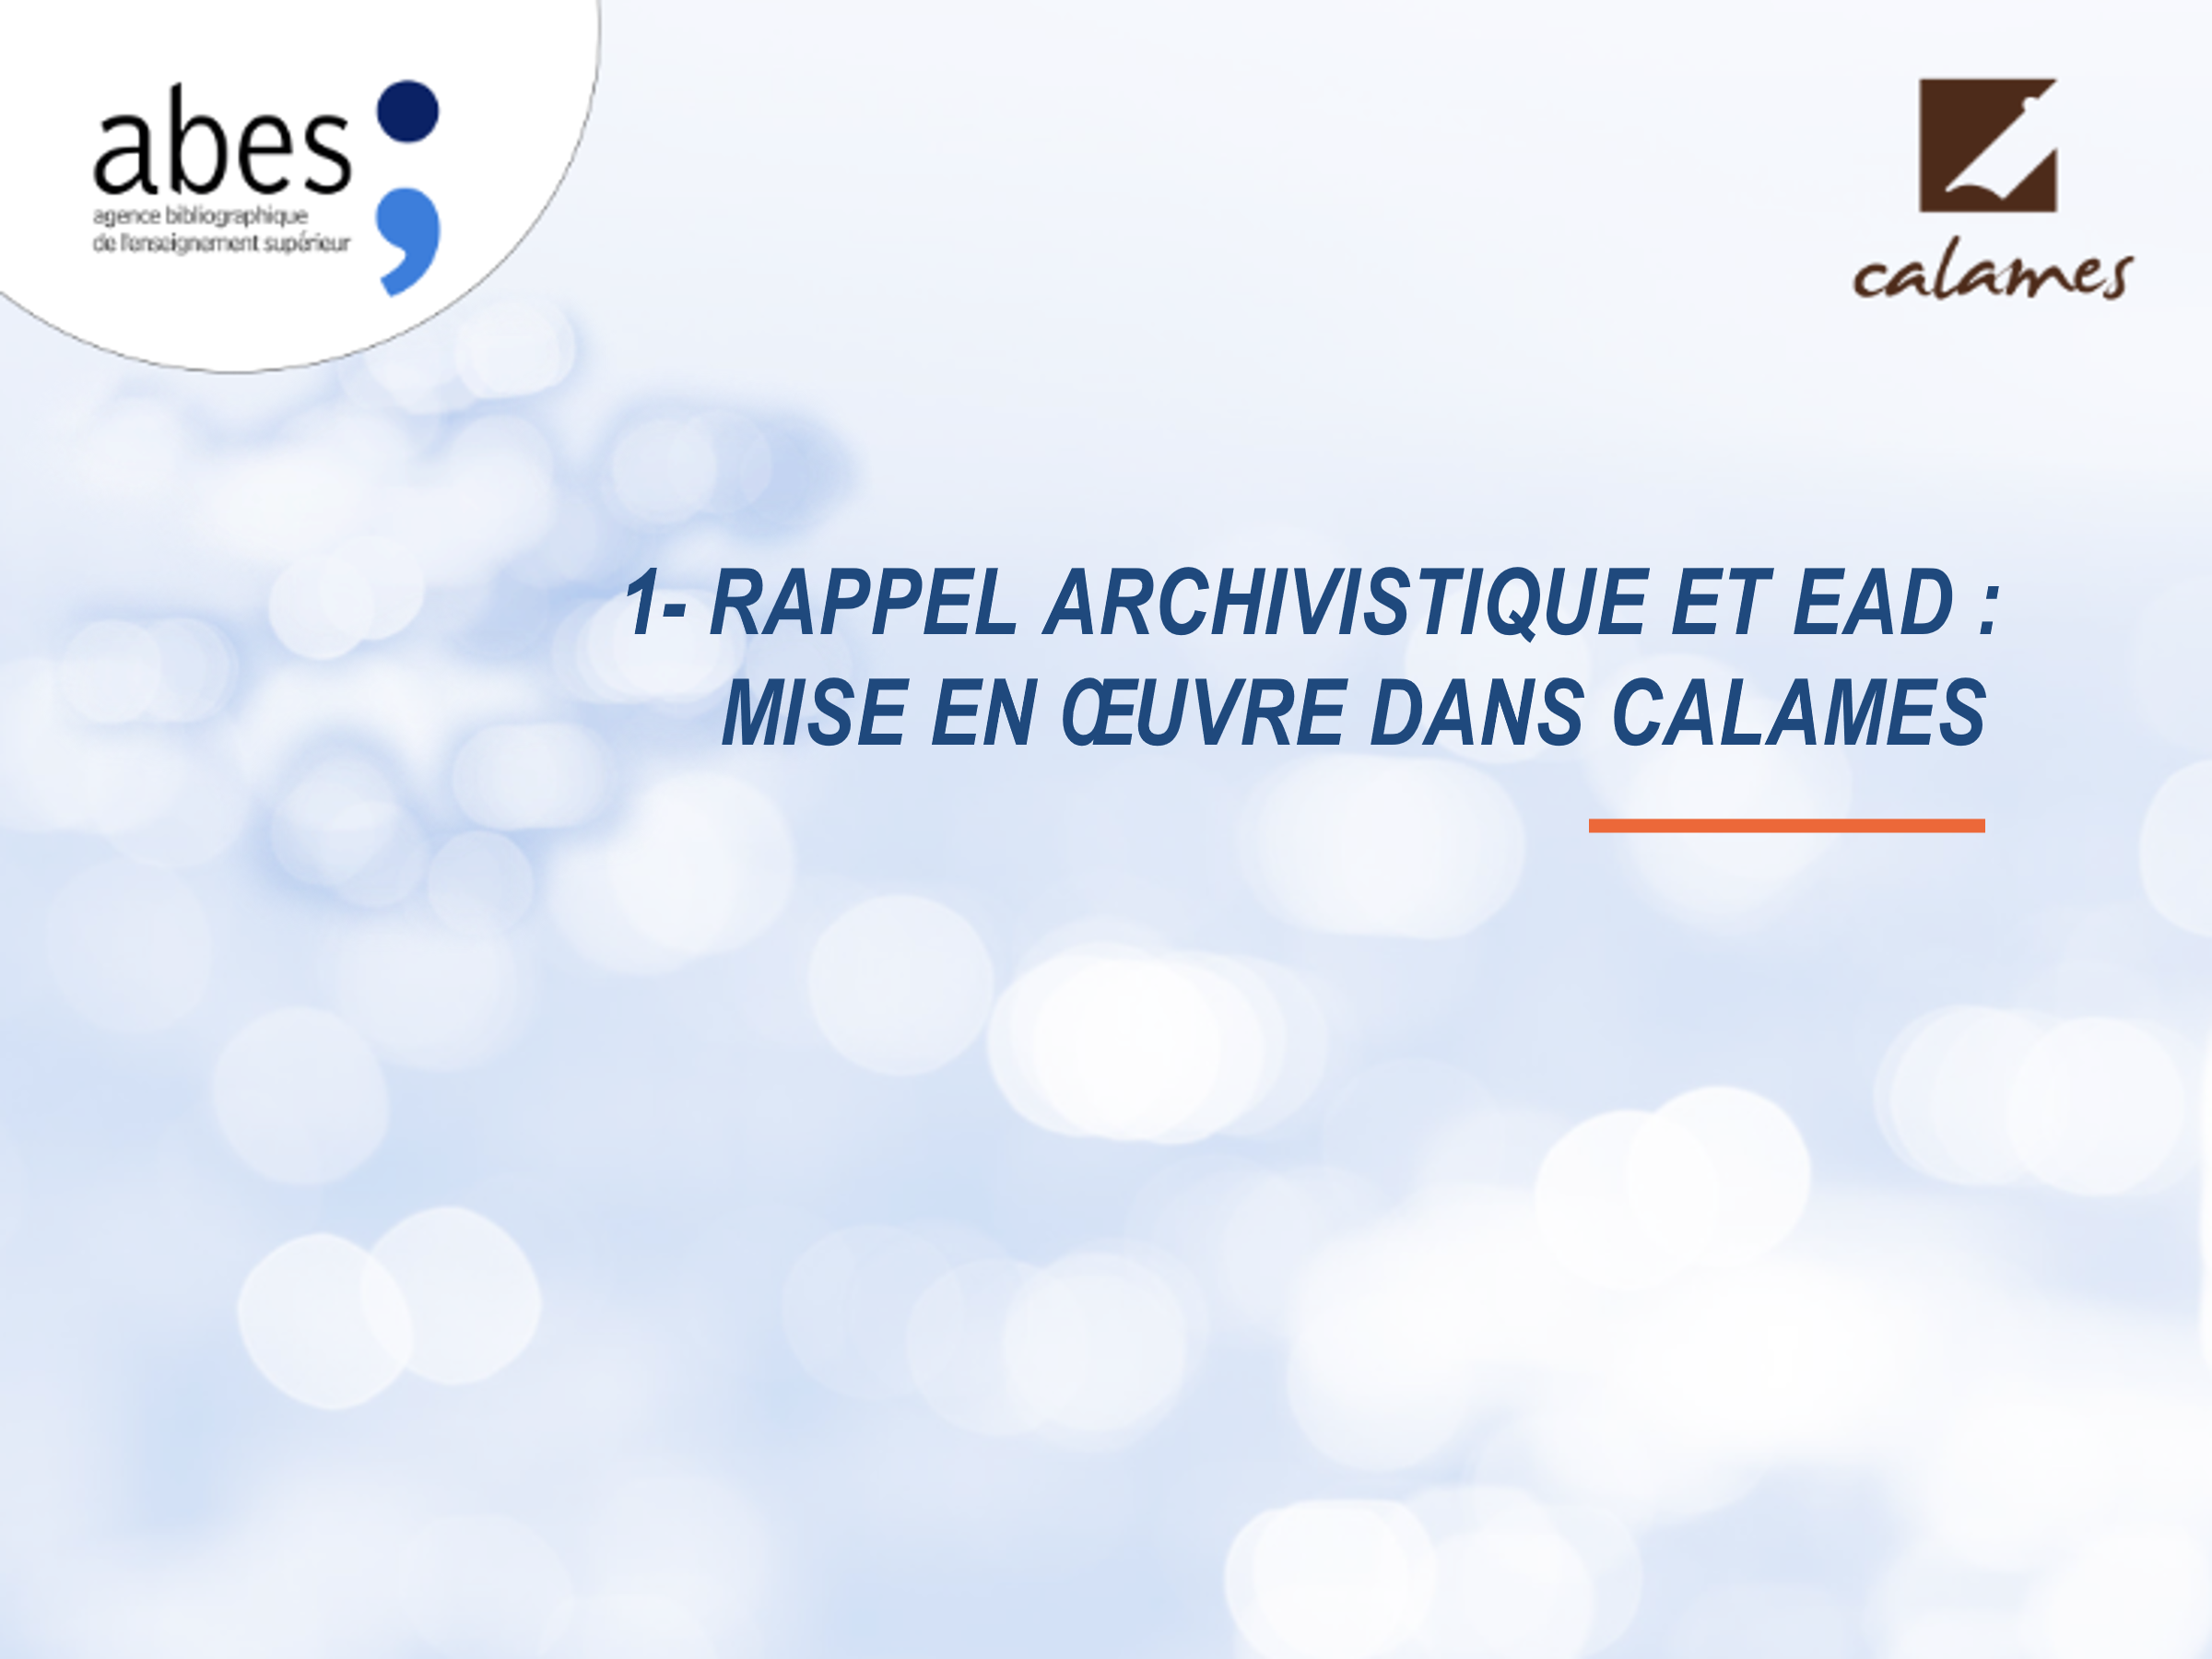 abes
agence bibliographique
de l'enseignement supérieur
calames
1- RAPPEL ARCHIVISTIQUE ET EAD :
MISE EN ŒUVRE DANS CALAMES